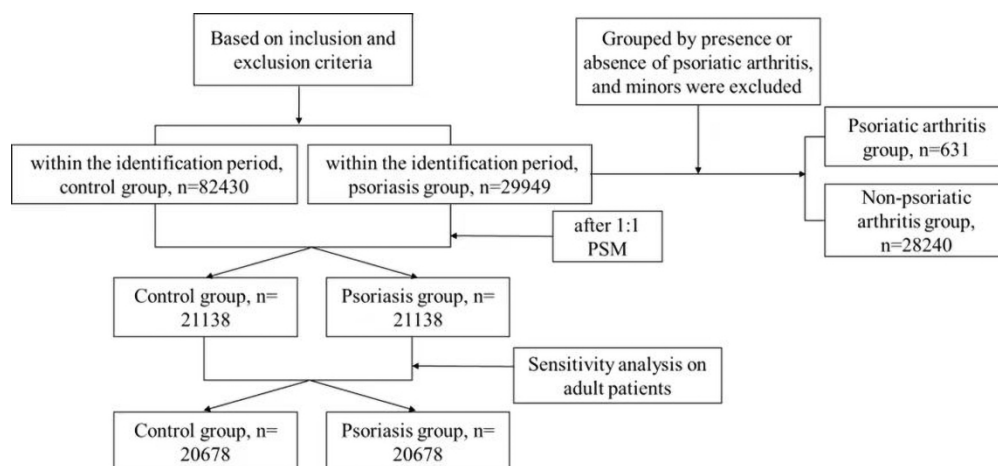 Based on inclusion and
exclusion criteria
Grouped by presence or
absence of psoriatic arthritis,
and minors were excluded
within the identification period,
control group, n=82430
within the identification period,
psoriasis group, n=29949
Psoriatic arthritis
group, n=631
Non-psoriatic
arthritis group,
n=28240
after 1:1
PSM
Control group, n=
21138
Psoriasis group, n=
21138
Sensitivity analysis on
adult patients
Control group, n=
20678
Psoriasis group, n=
20678